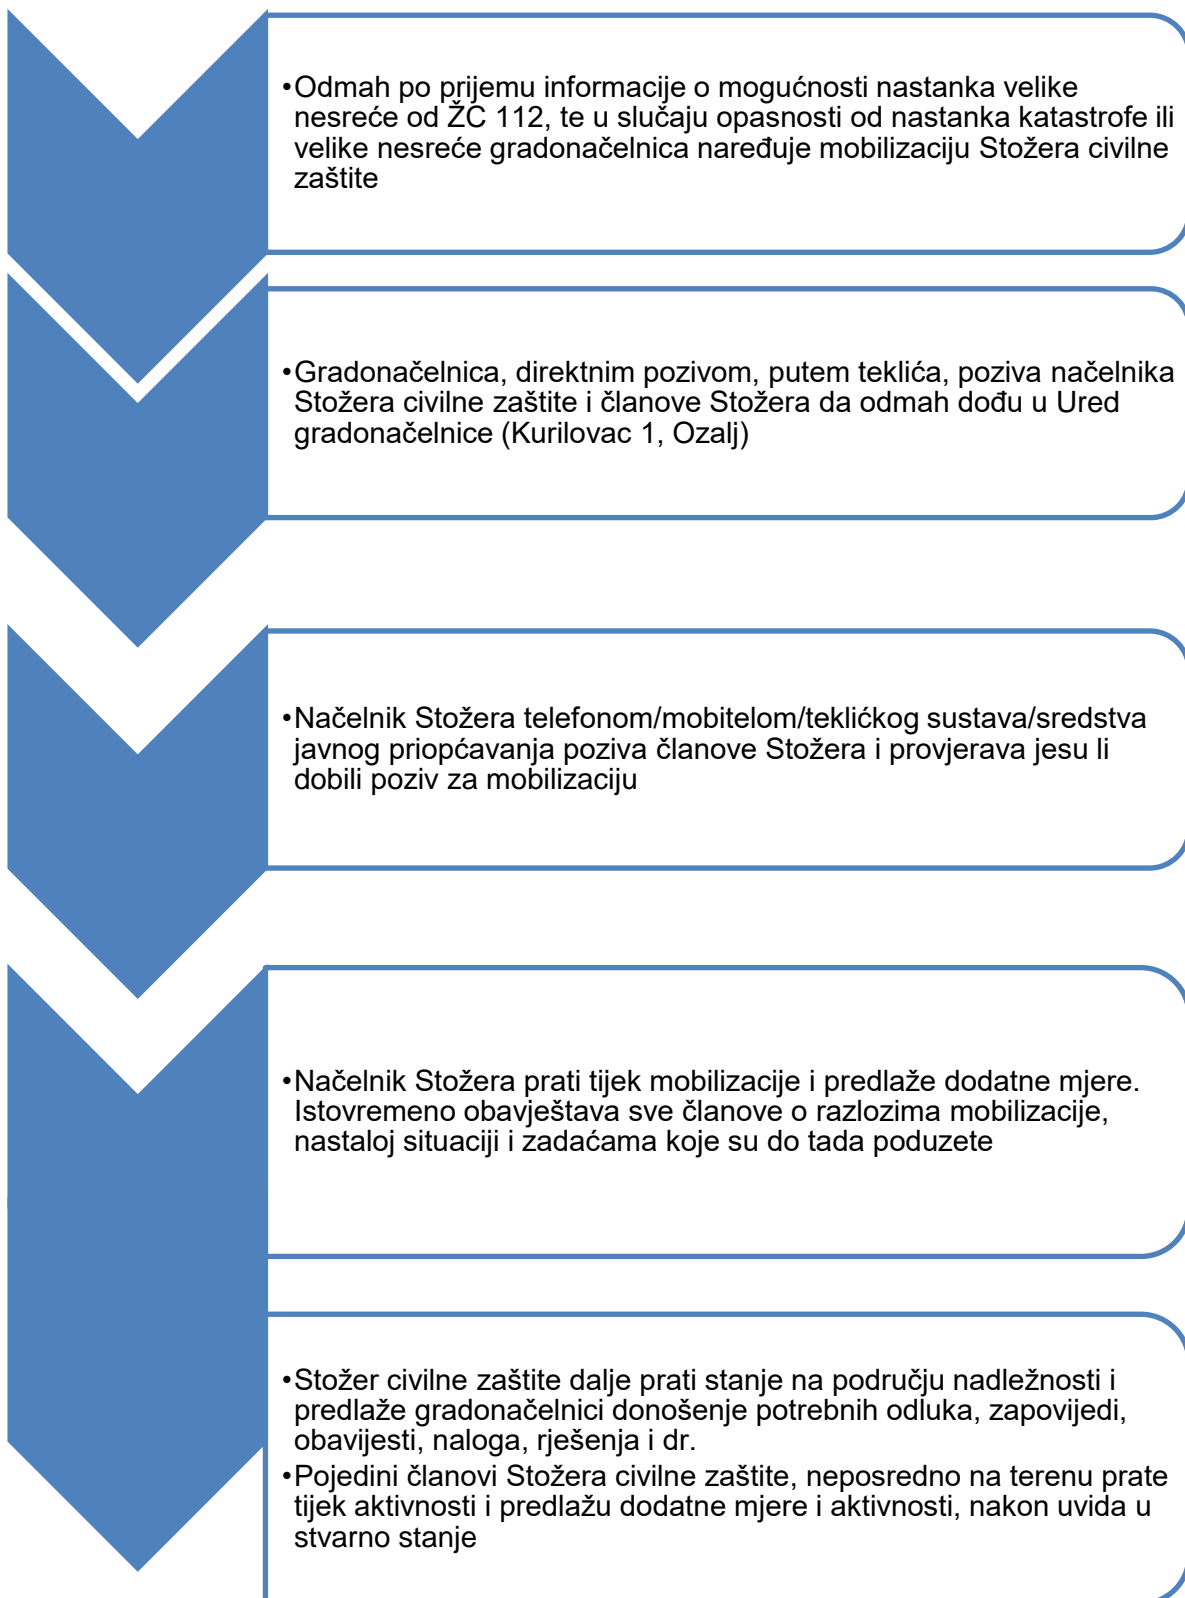 •Odmah po prijemu informacije o mogućnosti nastanka velike
nesreće od ŽC 112, te u slučaju opasnosti od nastanka katastrofe ili
velike nesreće gradonačelnica naređuje mobilizaciju Stožera civilne
zaštite
•Gradonačelnica, direktnim pozivom, putem teklića, poziva načelnika
Stožera civilne zaštite i članove Stožera da odmah dođu u Ured
gradonačelnice (Kurilovac 1, Ozalj)
•Načelnik Stožera telefonom/mobitelom/teklićkog sustava/sredstva
javnog priopćavanja poziva članove Stožera i provjerava jesu li
dobili poziv za mobilizaciju
•Načelnik Stožera prati tijek mobilizacije i predlaže dodatne mjere.
Istovremeno obavještava sve članove o razlozima mobilizacije,
nastaloj situaciji i zadaćama koje su do tada poduzete
•Stožer civilne zaštite dalje prati stanje na području nadležnosti i
predlaže gradonačelnici donošenje potrebnih odluka, zapovijedi,
obavijesti, naloga, rješenja i dr.
•Pojedini članovi Stožera civilne zaštite, neposredno na terenu prate
tijek aktivnosti i predlažu dodatne mjere i aktivnosti, nakon uvida u
stvarno stanje